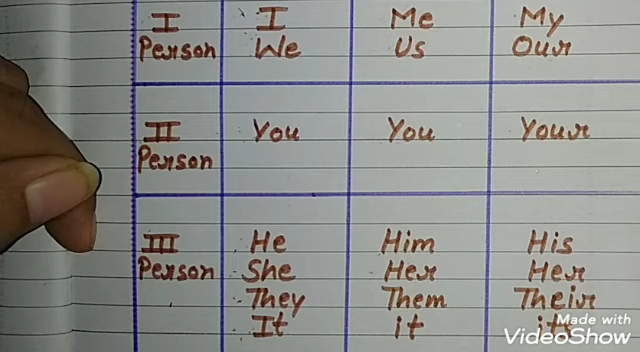 I I Me My
Person We Us Our
II You You Your
Person
III He Him His
Person She Her Her
They Them Their
It it its
Made with
VideoShow